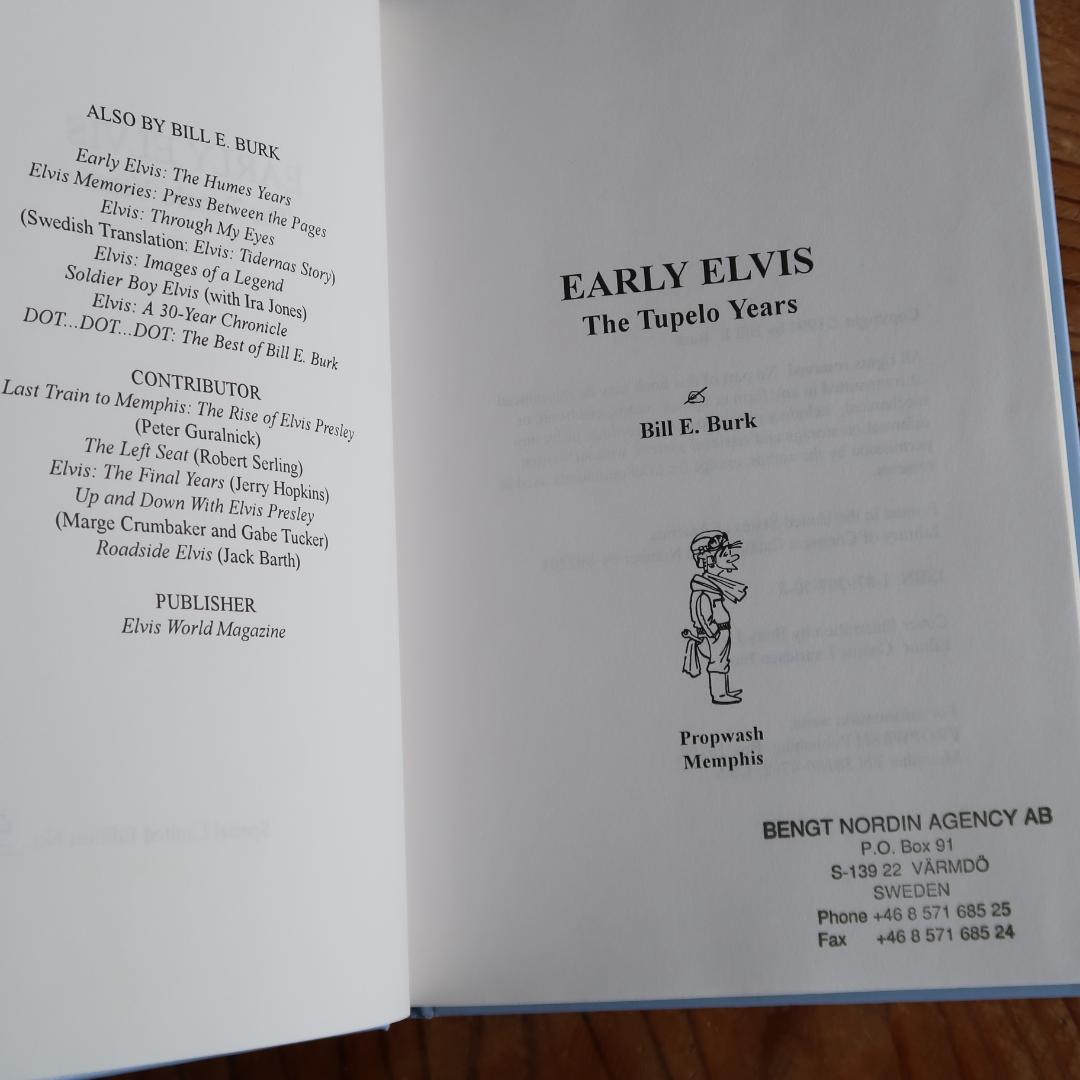 ALSO BY BILL E. BURK
Early Elvis: The Humes Years
Elvis Memories: Press Between the Pages
Elvis: Through My Eyes
(Swedish Translation: Elvis: Tidernas Story)
Elvis: Images of a Legend
Soldier Boy Elvis (with Ira Jones)
Elvis: A 30-Year Chronicle
DOT...DOT...DOT: The Best of Bill E. Burk
CONTRIBUTOR
Last Train to Memphis: The Rise of Elvis Presley
(Peter Guralnick)
The Left Seat (Robert Serling)
Elvis: The Final Years (Jerry Hopkins)
Up and Down With Elvis Presley
(Marge Crumbaker and Gabe Tucker)
Roadside Elvis (Jack Barth)
PUBLISHER
Elvis World Magazine
EARLY ELVIS
The Tupelo Years
Bill E. Burk
Propwash
Memphis
BENGT NORDIN AGENCY AB
P.O. Box 91
S-139 22 VÄRMDÖ
SWEDEN
Phone +46 8 571 685 25
Fax +46 8 571 685 24